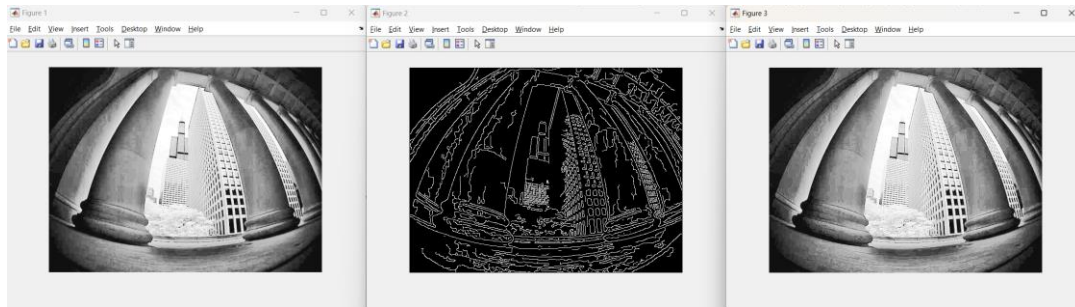 Figure 1
File Edit View Insert Tools Desktop Window Help
Figure 2
File Edit View Insert Tools Desktop Window Help
Figure 3
File Edit View Insert Tools Desktop Window Help